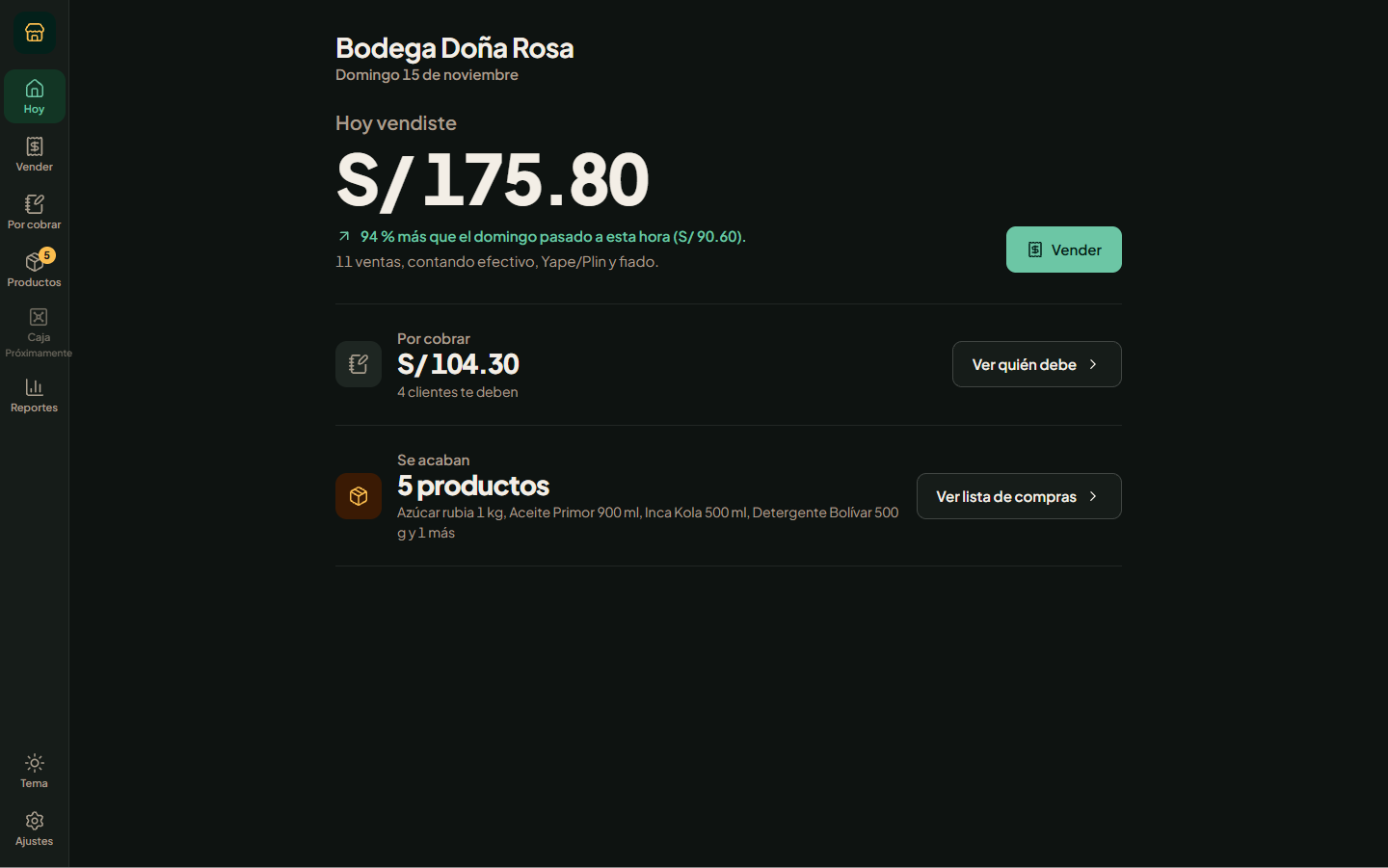 Hoy
Vender
Por cobrar
5
Productos
Caja
Próximamente
Reportes
Tema
Ajustes
Bodega Doña Rosa
Domingo 15 de noviembre
Hoy vendiste
S/ 175.80
94 % más que el domingo pasado a esta hora (S/ 90.60).
11 ventas, contando efectivo, Yape/Plin y fiado.
Vender
Por cobrar
S/ 104.30
4 clientes te deben
Ver quién debe
Se acaban
5 productos
Azúcar rubia 1 kg, Aceite Primor 900 ml, Inca Kola 500 ml, Detergente Bolívar 500
g y 1 más
Ver lista de compras